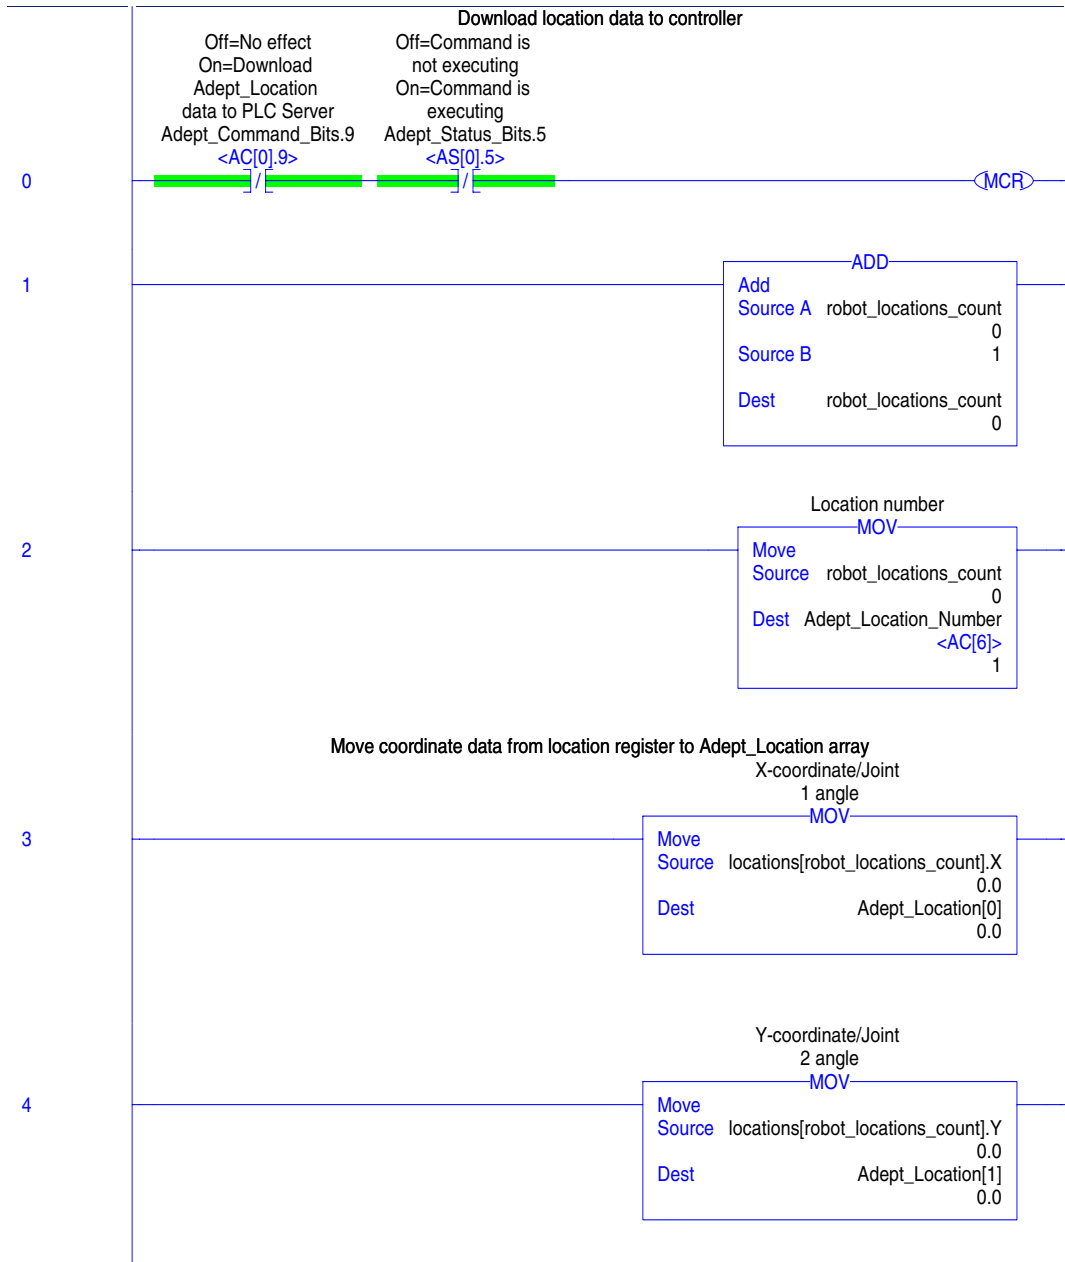 Download location data to controller
Off=No effect
On=Download
Adept_Location
data to PLC Server
Adept_Command_Bits.9
<AC[0].9>
Off=Command is
not executing
On=Command is
executing
Adept_Status_Bits.5
<AS[0].5>
0
/
/
MCR
1
ADD
Add
Source A robot_locations_count
0
Source B 1
Dest robot_locations_count
0
Location number
2
MOV
Move
Source robot_locations_count
0
Dest Adept_Location_Number
<AC[6]>
1
Move coordinate data from location register to Adept_Location array
X-coordinate/Joint
1 angle
3
MOV
Move
Source locations[robot_locations_count].X
0.0
Dest Adept_Location[0]
0.0
Y-coordinate/Joint
2 angle
4
MOV
Move
Source locations[robot_locations_count].Y
0.0
Dest Adept_Location[1]
0.0